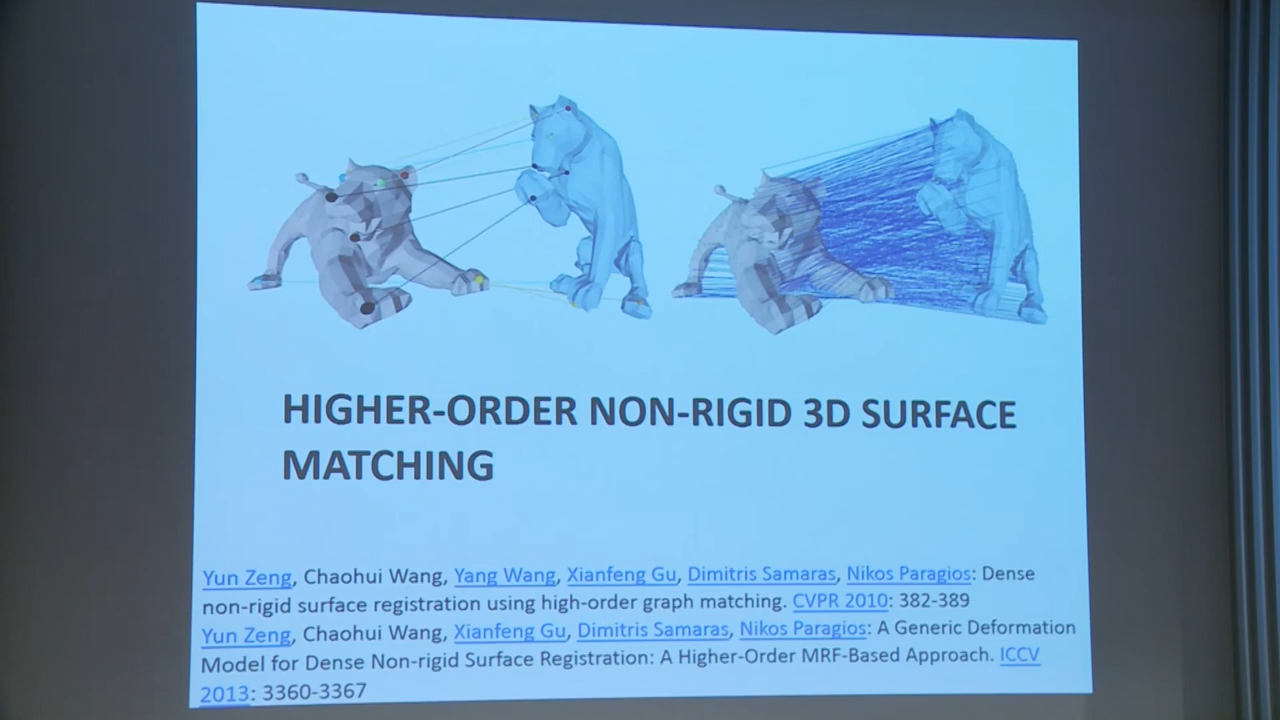 HIGHER-ORDER NON-RIGID 3D SURFACE
MATCHING
Yun Zeng, Chaohui Wang, Yang Wang, Xianfeng Gu, Dimitris Samaras, Nikos Paragios: Dense
non-rigid surface registration using high-order graph matching. CVPR 2010: 382-389
Yun Zeng, Chaohui Wang, Xianfeng Gu, Dimitris Samaras, Nikos Paragios: A Generic Deformation
Model for Dense Non-rigid Surface Registration: A Higher-Order MRF-Based Approach. ICCV
2013: 3360-3367